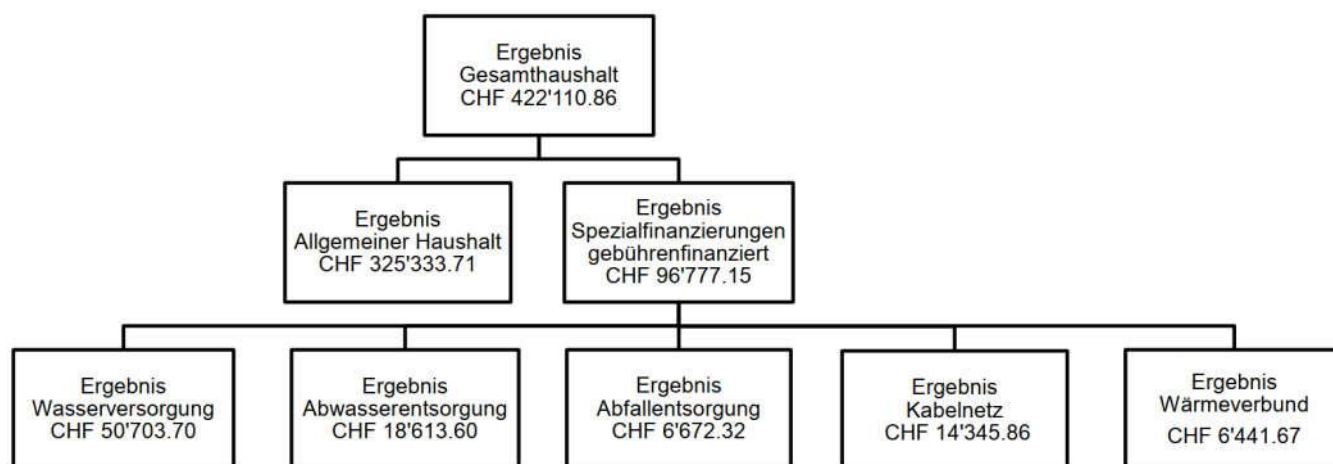 Ergebnis
Gesamthaushalt
CHF 422'110.86
Ergebnis
Allgemeiner Haushalt
CHF 325'333.71
Ergebnis
Spezialfinanzierungen
gebührenfinanziert
CHF 96'777.15
Ergebnis
Wasserversorgung
CHF 50'703.70
Ergebnis
Abwasserentsorgung
CHF 18'613.60
Ergebnis
Abfallentsorgung
CHF 6'672.32
Ergebnis
Kabelnetz
CHF 14'345.86
Ergebnis
Wärmeverbund
CHF 6'441.67